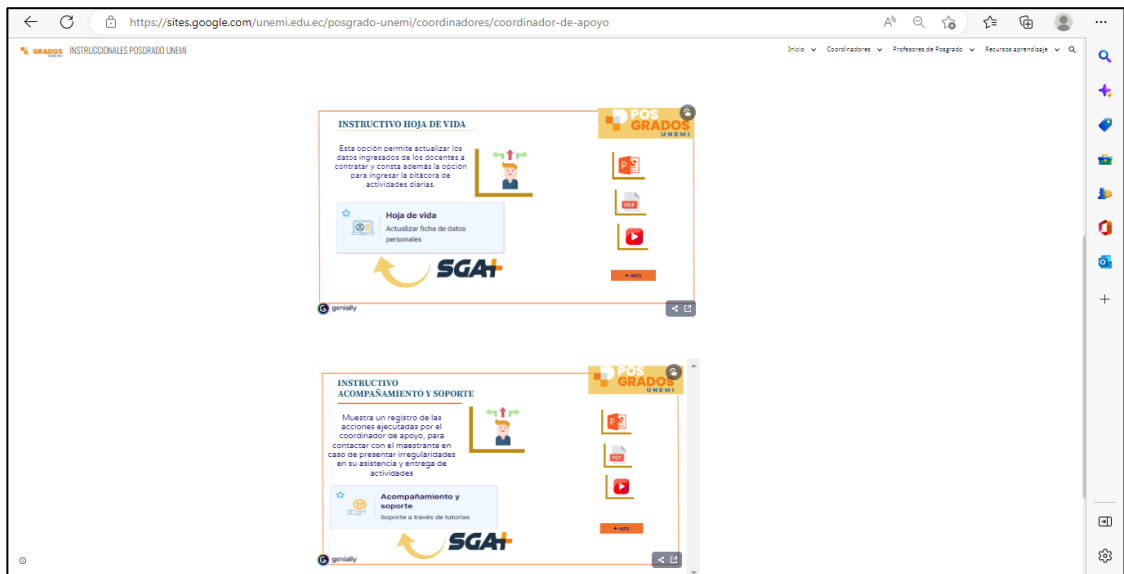 https://sites.google.com/unemi.edu.ec/posgrado-unemi/coordinadores/coordinador-de-apoyo
GRADOS INSTRUCCIONALES POSGRADO UNEMI
Inicio Coordinadores Profesores de Posgrado Recursos aprendizaje
INSTRUCTIVO HOJA DE VIDA
POS
GRADOS
UNEMI
Esta opción permite actualizar los
datos ingresados de los docentes a
contratar y consta además la opción
para ingresar la bitácora de
actividades diarias.
P
PDF
Hoja de vida
Actualizar ficha de datos
personales
SGA+
+ INFO
genially
INSTRUCTIVO
ACOMPAÑAMIENTO Y SOPORTE
POS
GRADOS
UNEMI
Muestra un registro de las
acciones ejecutadas por el
coordinador de apoyo, para
contactar con el maestrante en
caso de presentar irregularidades
en su asistencia y entrega de
actividades
P
PDF
Acompañamiento y
soporte
Soporte a través de tutorías
SGA+
+ INFO
genially